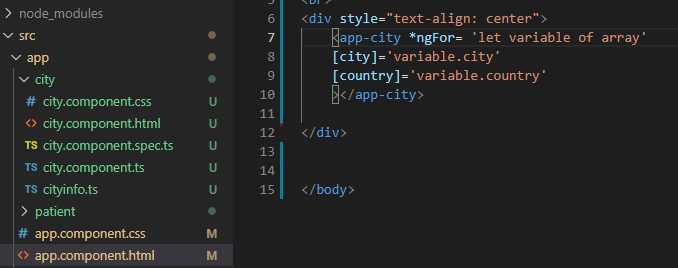 > node_modules
∨ src
∨ app
∨ city
# city.component.css U
<> city.component.html U
TS city.component.spec.ts U
TS city.component.ts U
TS cityinfo.ts U
> patient
# app.component.css M
<> app.component.html M
6 <div style="text-align: center">
7 <app-city *ngFor= 'let variable of array'
8 [city]='variable.city'
9 [country]='variable.country'
10 ></app-city>
11
12 </div>
13
14
15 </body>